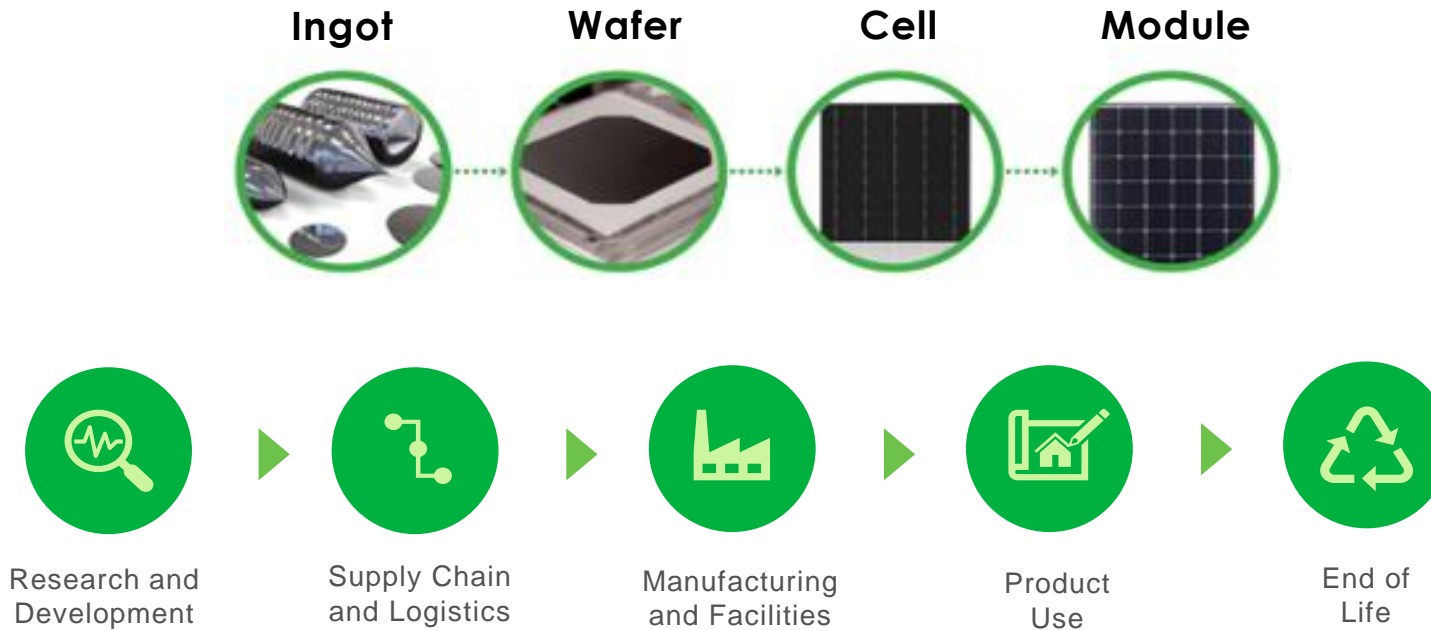 Ingot
Wafer
Cell
Module
Research and
Development
Supply Chain
and Logistics
Manufacturing
and Facilities
Product
Use
End of
Life